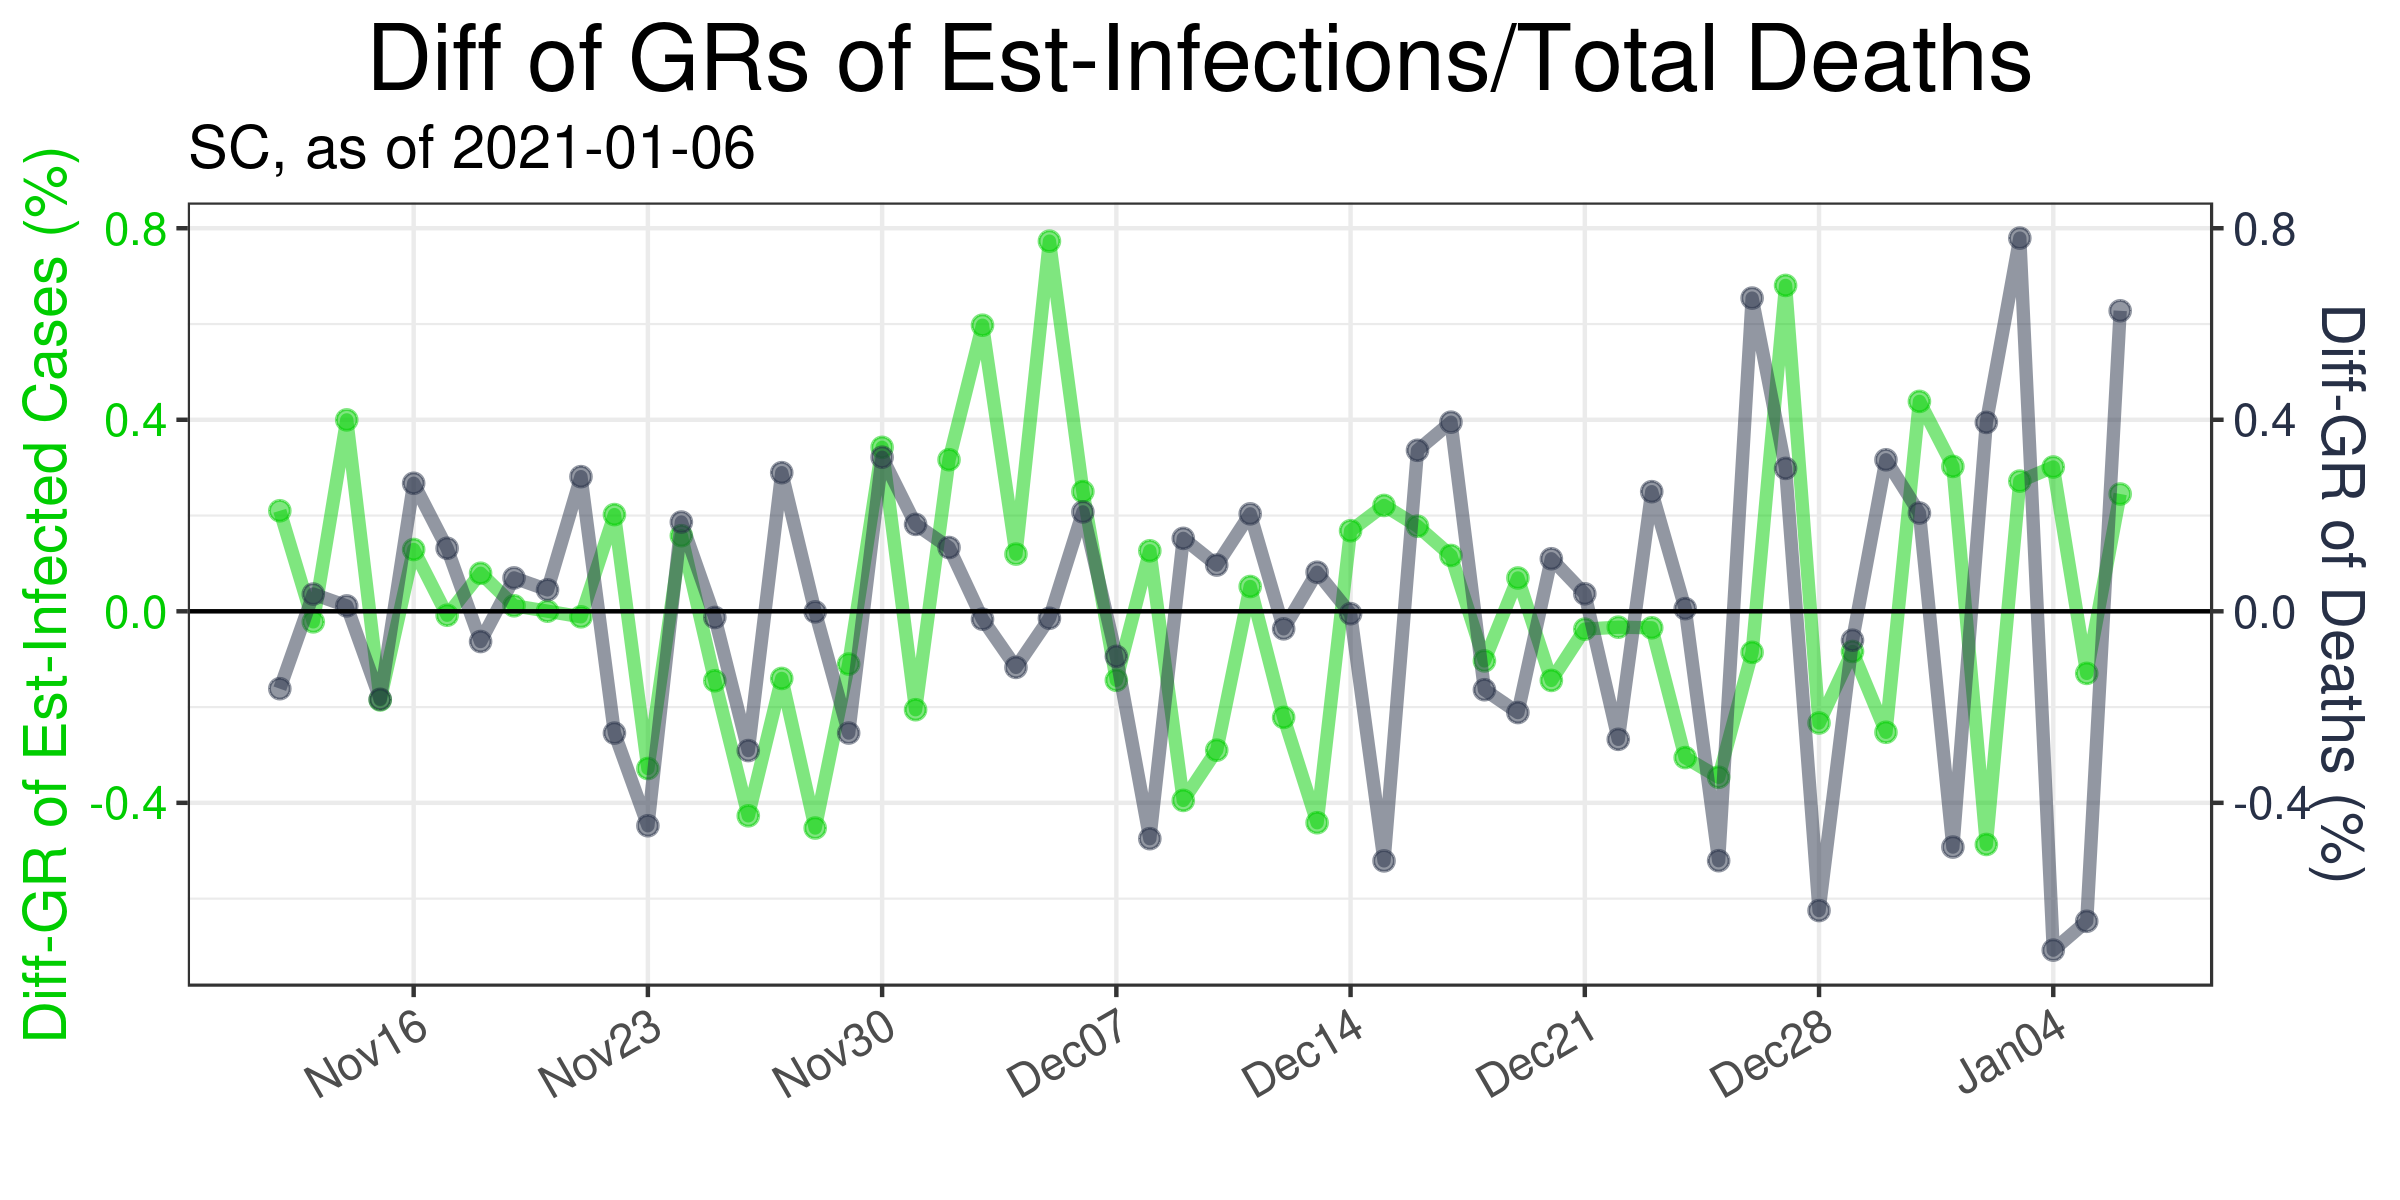 Diff of GRs of Est-Infections/Total Deaths
SC, as of 2021-01-06
Diff-GR of Est-Infected Cases (%)
0.8
0.4
0.0
-0.4
0.8
0.4
0.0
-0.4
Diff-GR of Deaths (%)
Nov16
Nov23
Nov30
Dec07
Dec14
Dec21
Dec28
Jan04